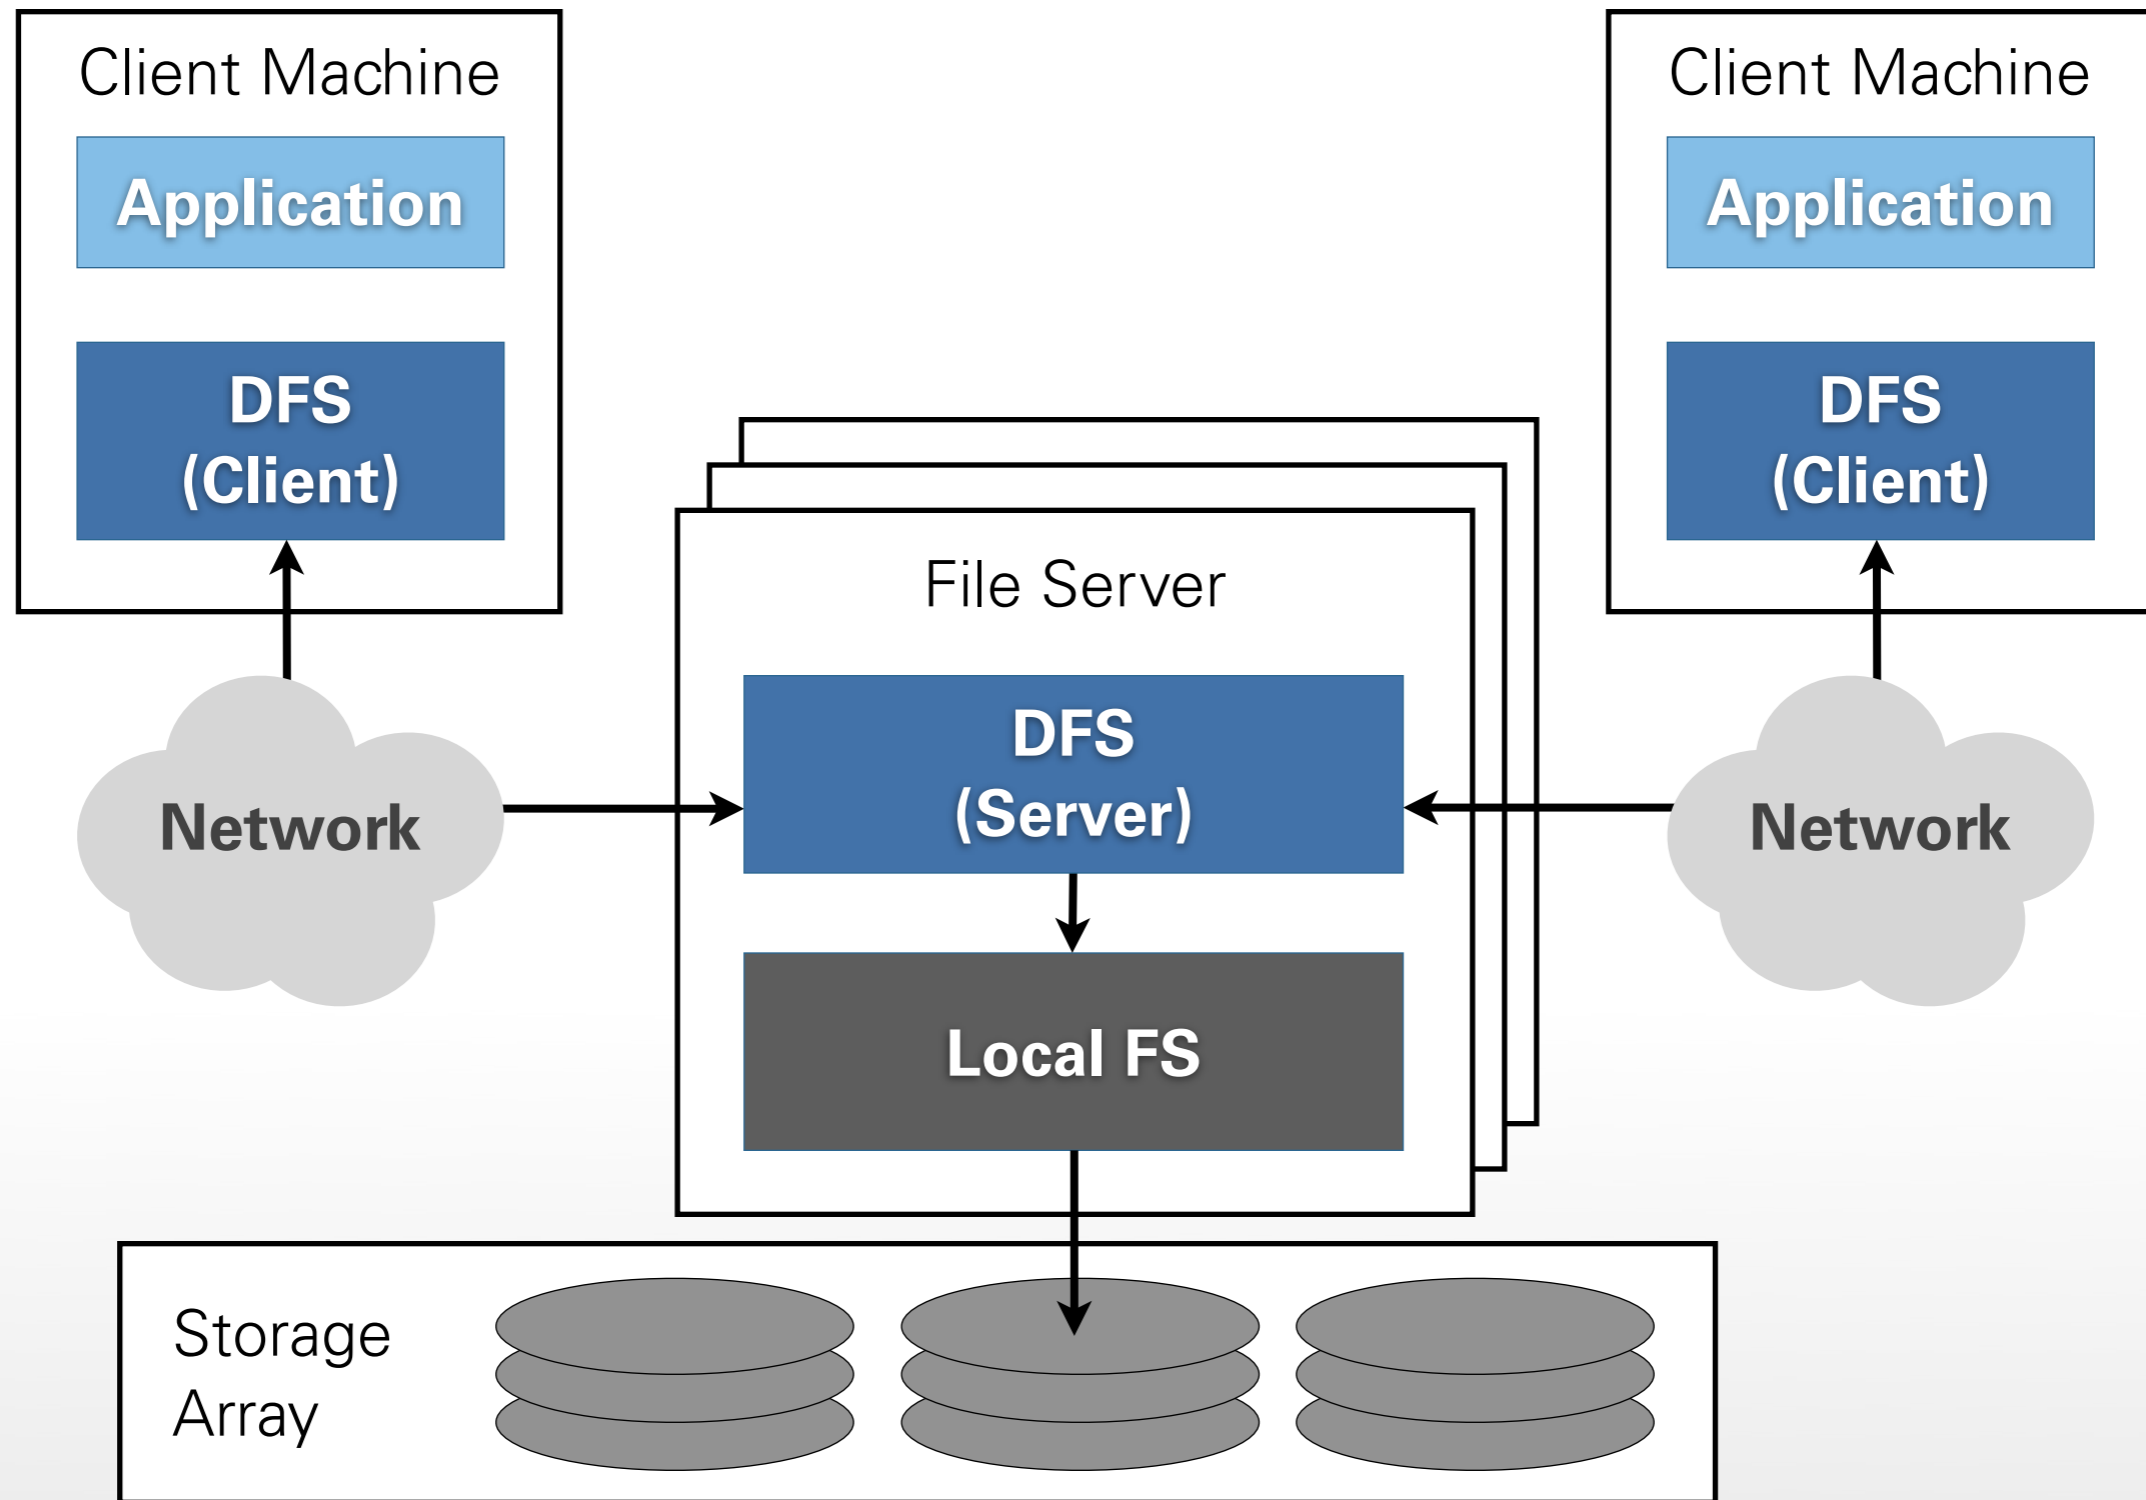 Client Machine
Application
DFS
(Client)
Network
Client Machine
Application
DFS
(Client)
Network
File Server
DFS
(Server)
Local FS
Storage
Array